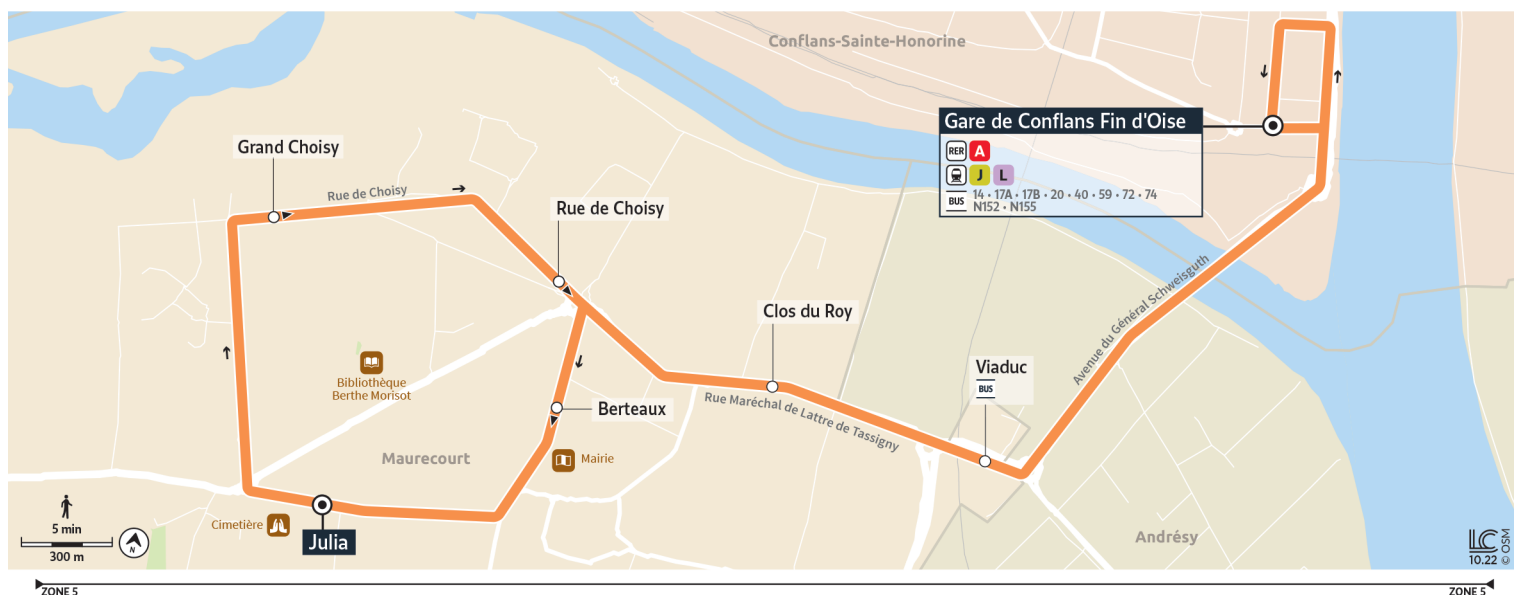 Conflans-Sainte-Honorine
Gare de Conflans Fin d'Oise
RER A
J L
BUS 14 • 17A • 17B • 20 • 40 • 59 • 72 • 74
N152 • N155
Grand Choisy
Rue de Choisy
Rue de Choisy
Clos du Roy
Avenue du Général Schweisguth
Viaduc
BUS
Bibliothèque
Berthe Morisot
Berteaux
Rue Maréchal de Lattre de Tassigny
Maurecourt
Mairie
Cimetière
Julia
Andrésy
5 min
300 m
N
LC
10.22
© OSM
ZONE 5
ZONE 5